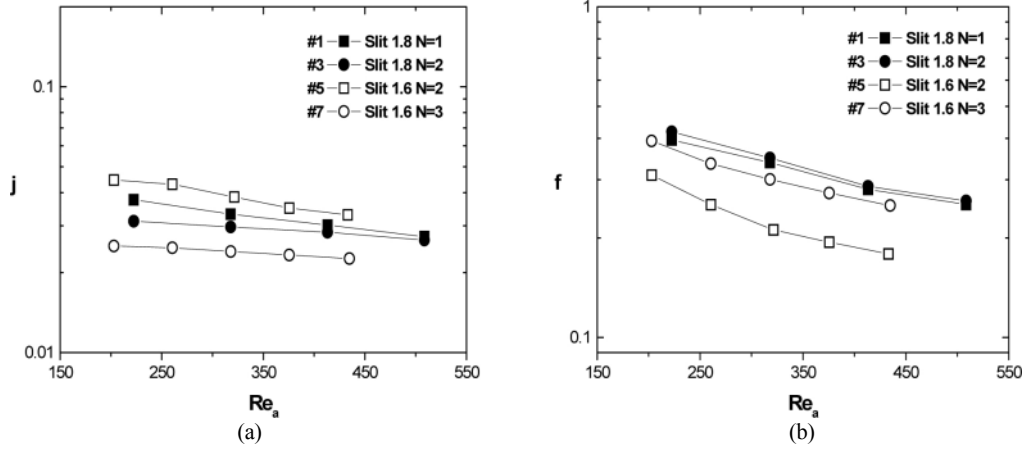 #1 Slit 1.8 N=1
#3 Slit 1.8 N=2
#5 Slit 1.6 N=2
#7 Slit 1.6 N=3
0.1
j
0.01
150 250 350 450 550
Re_a
(a)
1
#1 Slit 1.8 N=1
#3 Slit 1.8 N=2
#5 Slit 1.6 N=2
#7 Slit 1.6 N=3
f
0.1
150 250 350 450 550
Re_a
(b)